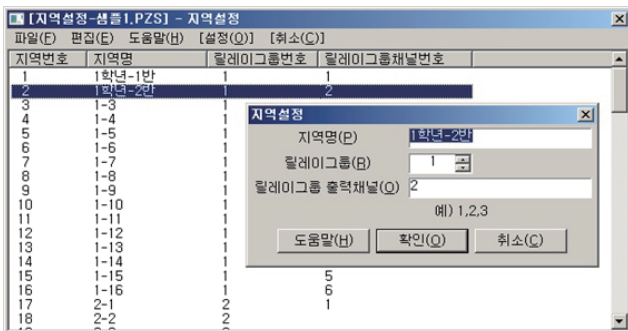 [지역설정-샘플1.PZS] - 지역설정
파일(F) 편집(E) 도움말(H) [설정(O)] [취소(C)]
지역번호 지역명 릴레이그룹번호 릴레이그룹채널번호
1 1학년-1반 1 1
2 1학년-2반 1 2
3 1-3 1
4 1-4 1
5 1-5 1
6 1-6 1
7 1-7 1
8 1-8 1
9 1-9 1
10 1-10 1
11 1-11 1
12 1-12 1
13 1-13 1
14 1-14 1
15 1-15 1 5
16 1-16 1 6
17 2-1 2 1
18 2-2 2 2
지역설정
지역명(P) 1학년-2반
릴레이그룹(R) 1
릴레이그룹 출력채널(O) 2
예) 1,2,3
도움말(H) 확인(O) 취소(C)